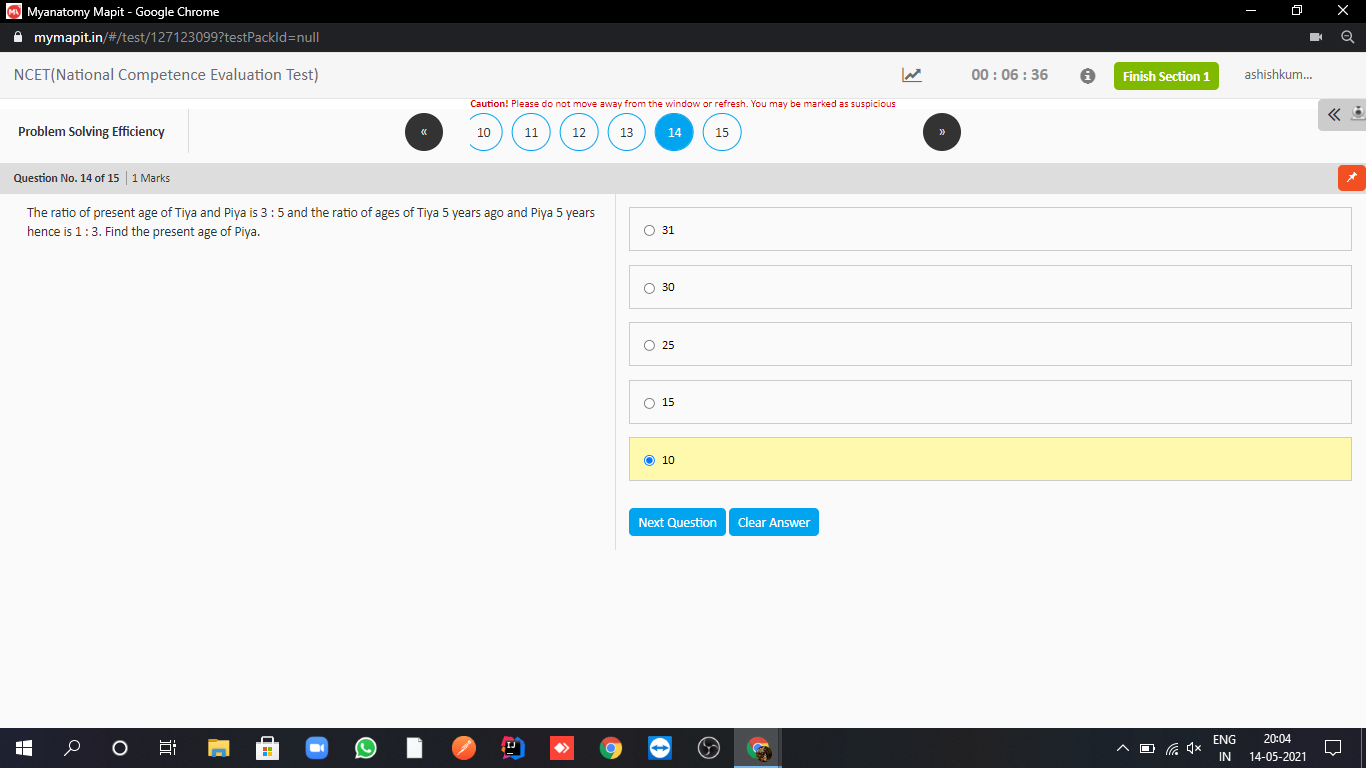 Myanatomy Mapit - Google Chrome
mymapit.in/#/test/127123099?testPackId=null
NCET(National Competence Evaluation Test)
00 : 06 : 36
Finish Section 1
ashishkum...
Caution! Please do not move away from the window or refresh. You may be marked as suspicious
Problem Solving Efficiency
« 10 11 12 13 14 15 »
Question No. 14 of 15 | 1 Marks
The ratio of present age of Tiya and Piya is 3 : 5 and the ratio of ages of Tiya 5 years ago and Piya 5 years
hence is 1 : 3. Find the present age of Piya.
31
30
25
15
10
Next Question
Clear Answer
ENG
IN
20:04
14-05-2021